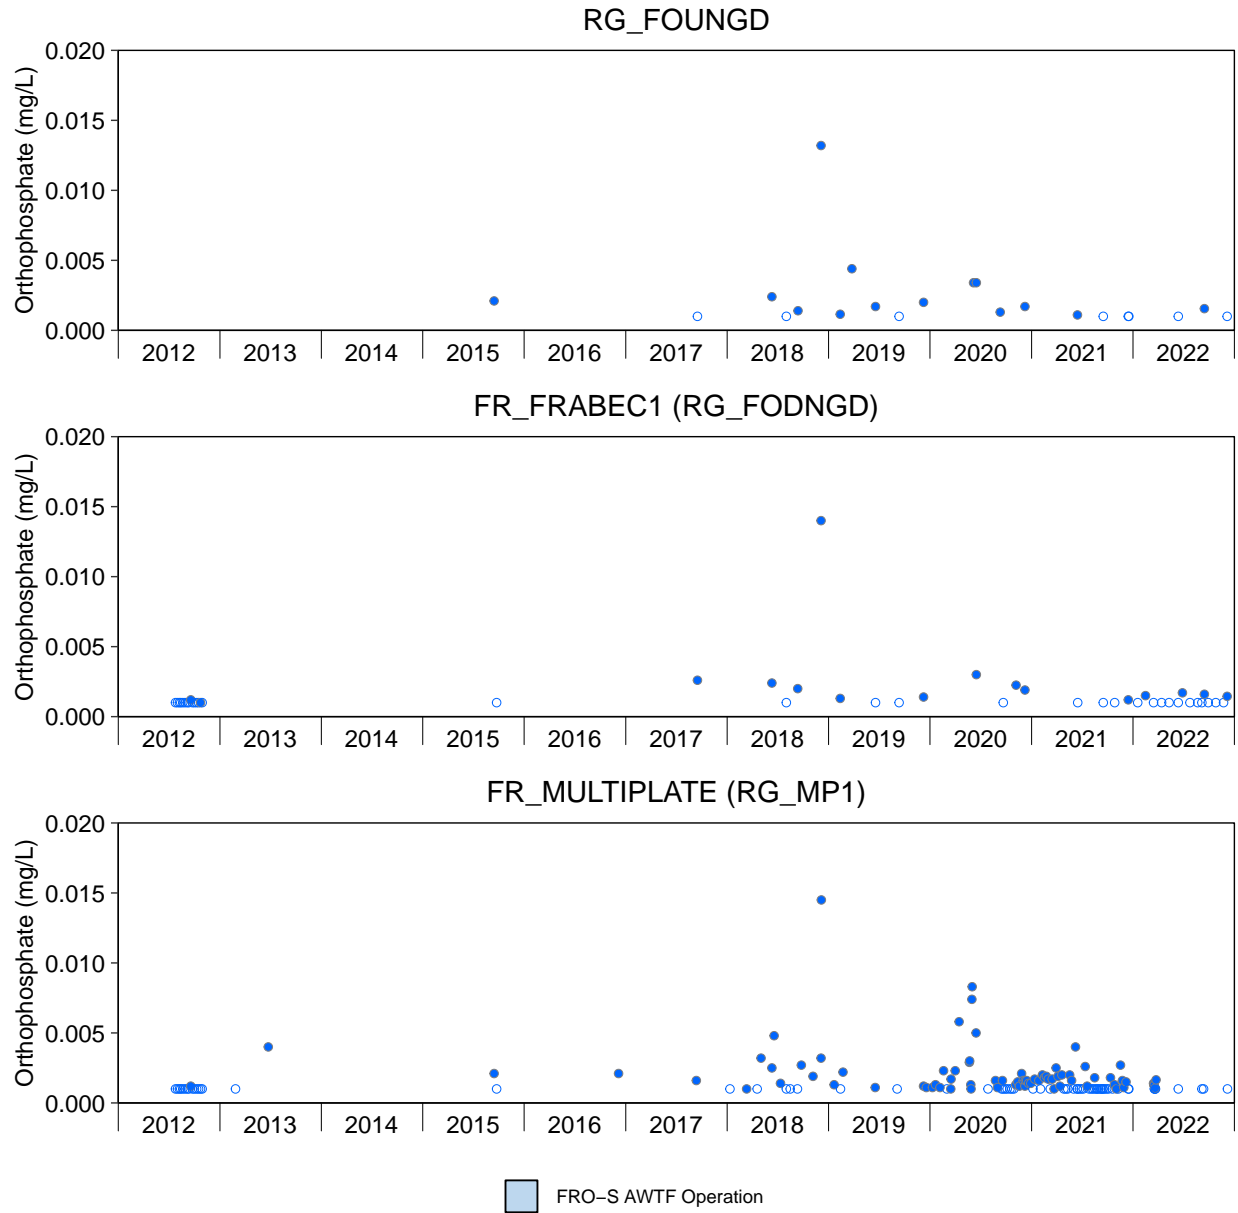 RG_FOUNGD
Orthophosphate (mg/L)
0.020
0.015
0.010
0.005
0.000
2012 2013 2014 2015 2016 2017 2018 2019 2020 2021 2022
FR_FRABEC1 (RG_FODNGD)
Orthophosphate (mg/L)
0.020
0.015
0.010
0.005
0.000
2012 2013 2014 2015 2016 2017 2018 2019 2020 2021 2022
FR_MULTIPLATE (RG_MP1)
Orthophosphate (mg/L)
0.020
0.015
0.010
0.005
0.000
2012 2013 2014 2015 2016 2017 2018 2019 2020 2021 2022
FRO−S AWTF Operation